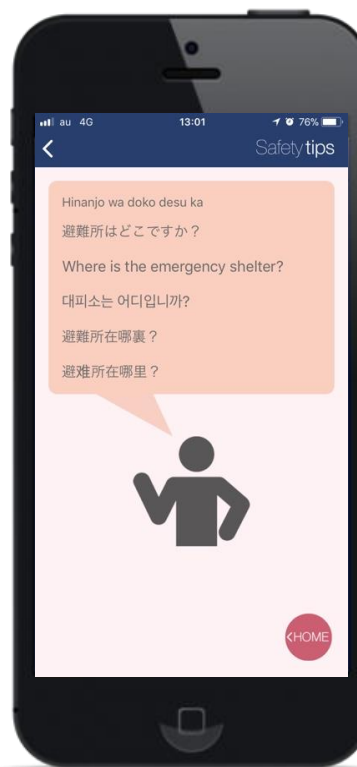 au 4G 13:01 76%
Safety tips
Hinanjo wa doko desu ka
避難所はどこですか？
Where is the emergency shelter?
대피소는 어디입니까?
避難所在哪裏？
避难所在哪里？
<HOME